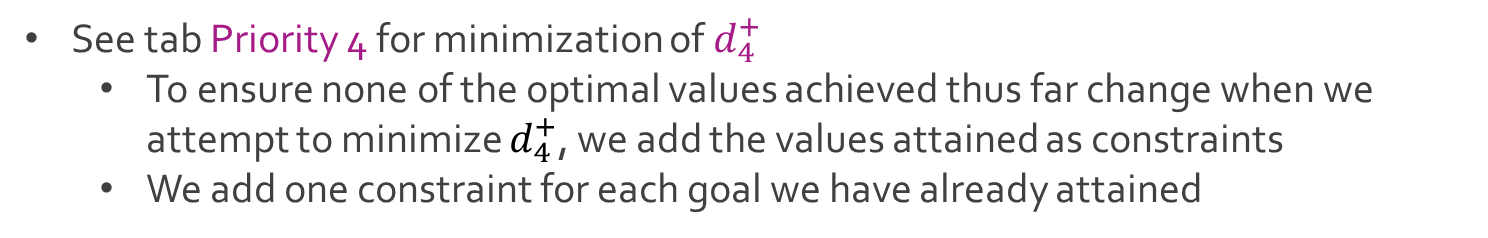 • See tab Priority 4 for minimization of $d_4^+$
• To ensure none of the optimal values achieved thus far change when we
attempt to minimize $d_4^+$, we add the values attained as constraints
• We add one constraint for each goal we have already attained